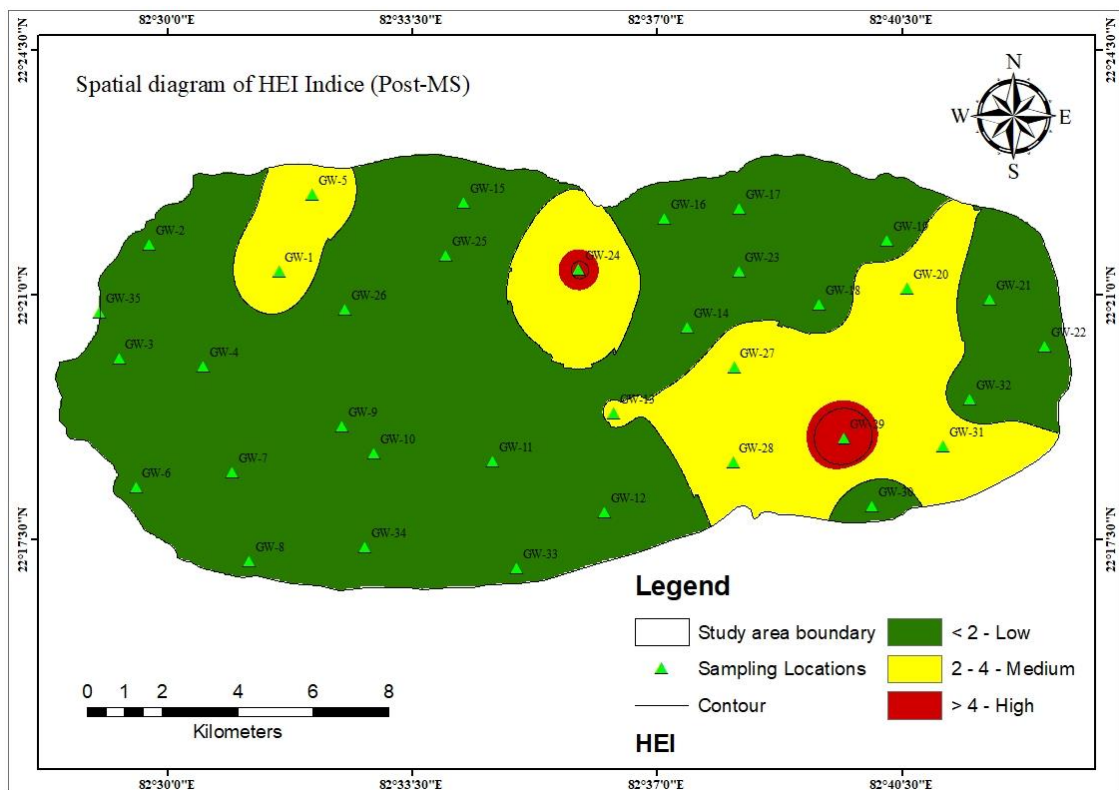 82°30'0"E 82°33'30"E 82°37'0"E 82°40'30"E
22°24'30"N 22°24'30"N
Spatial diagram of HEI Indice (Post-MS)
N
W E
S
GW-5
GW-15
GW-17
GW-16
GW-2
GW-19
GW-25
GW-24
GW-1
GW-23
22°21'0"N 22°21'0"N
GW-20
GW-21
GW-35
GW-26
GW-18
GW-14
GW-22
GW-3
GW-4
GW-27
GW-32
GW-13
GW-9
GW-29
GW-10
GW-31
GW-11
GW-28
GW-7
GW-6
GW-30
GW-12
GW-34
22°17'30"N 22°17'30"N
GW-8
GW-33
Legend
Study area boundary < 2 - Low
Sampling Locations 2 - 4 - Medium
Contour > 4 - High
HEI
0 1 2 4 6 8
Kilometers
82°30'0"E 82°33'30"E 82°37'0"E 82°40'30"E